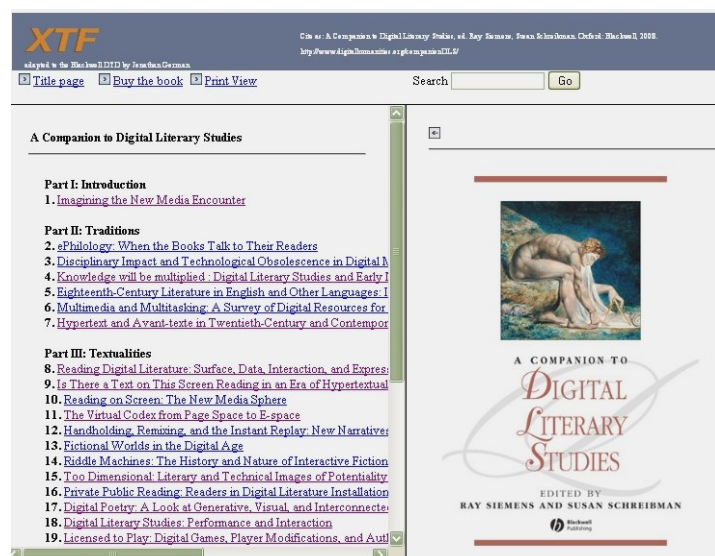 XTF
adapted to the Blackwell DTD by Jonathan Gorman
Cite as: A Companion to Digital Literary Studies, ed. Ray Siemens, Susan Schreibman. Oxford: Blackwell, 2008.
http://www.digitalhumanities.org/companionDLS/
Title page Buy the book Print View
Search Go
A Companion to Digital Literary Studies
Part I: Introduction
1. Imagining the New Media Encounter
Part II: Traditions
2. ePhilology: When the Books Talk to Their Readers
3. Disciplinary Impact and Technological Obsolescence in Digital M
4. Knowledge will be multiplied : Digital Literary Studies and Early M
5. Eighteenth-Century Literature in English and Other Languages: I
6. Multimedia and Multitasking: A Survey of Digital Resources for
7. Hypertext and Avant-texte in Twentieth-Century and Contempor
Part III: Textualities
8. Reading Digital Literature: Surface, Data, Interaction, and Expres
9. Is There a Text on This Screen Reading in an Era of Hypertextual
10. Reading on Screen: The New Media Sphere
11. The Virtual Codex from Page Space to E-space
12. Handholding, Remixing, and the Instant Replay: New Narratives
13. Fictional Worlds in the Digital Age
14. Riddle Machines: The History and Nature of Interactive Fiction
15. Too Dimensional: Literary and Technical Images of Potentiality
16. Private Public Reading: Readers in Digital Literature Installation
17. Digital Poetry: A Look at Generative, Visual, and Interconnecte
18. Digital Literary Studies: Performance and Interaction
19. Licensed to Play: Digital Games, Player Modifications, and Auth
A COMPANION TO
DIGITAL
LITERARY
STUDIES
EDITED BY
RAY SIEMENS AND SUSAN SCHREIBMAN
Blackwell
Publishing